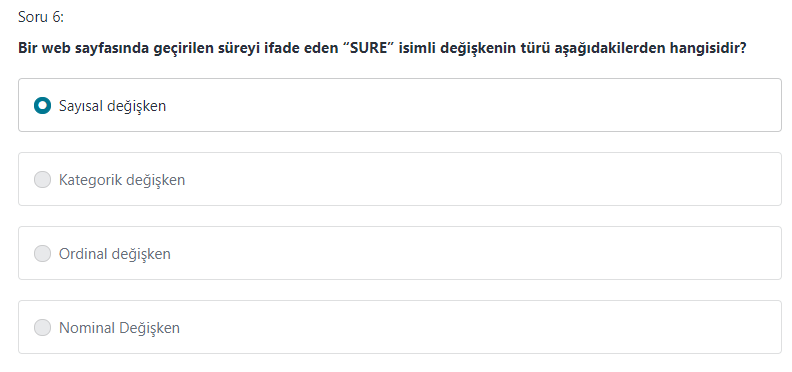 Soru 6:
Bir web sayfasında geçirilen süreyi ifade eden “SURE” isimli değişkenin türü aşağıdakilerden hangisidir?
Sayısal değişken
Kategorik değişken
Ordinal değişken
Nominal Değişken